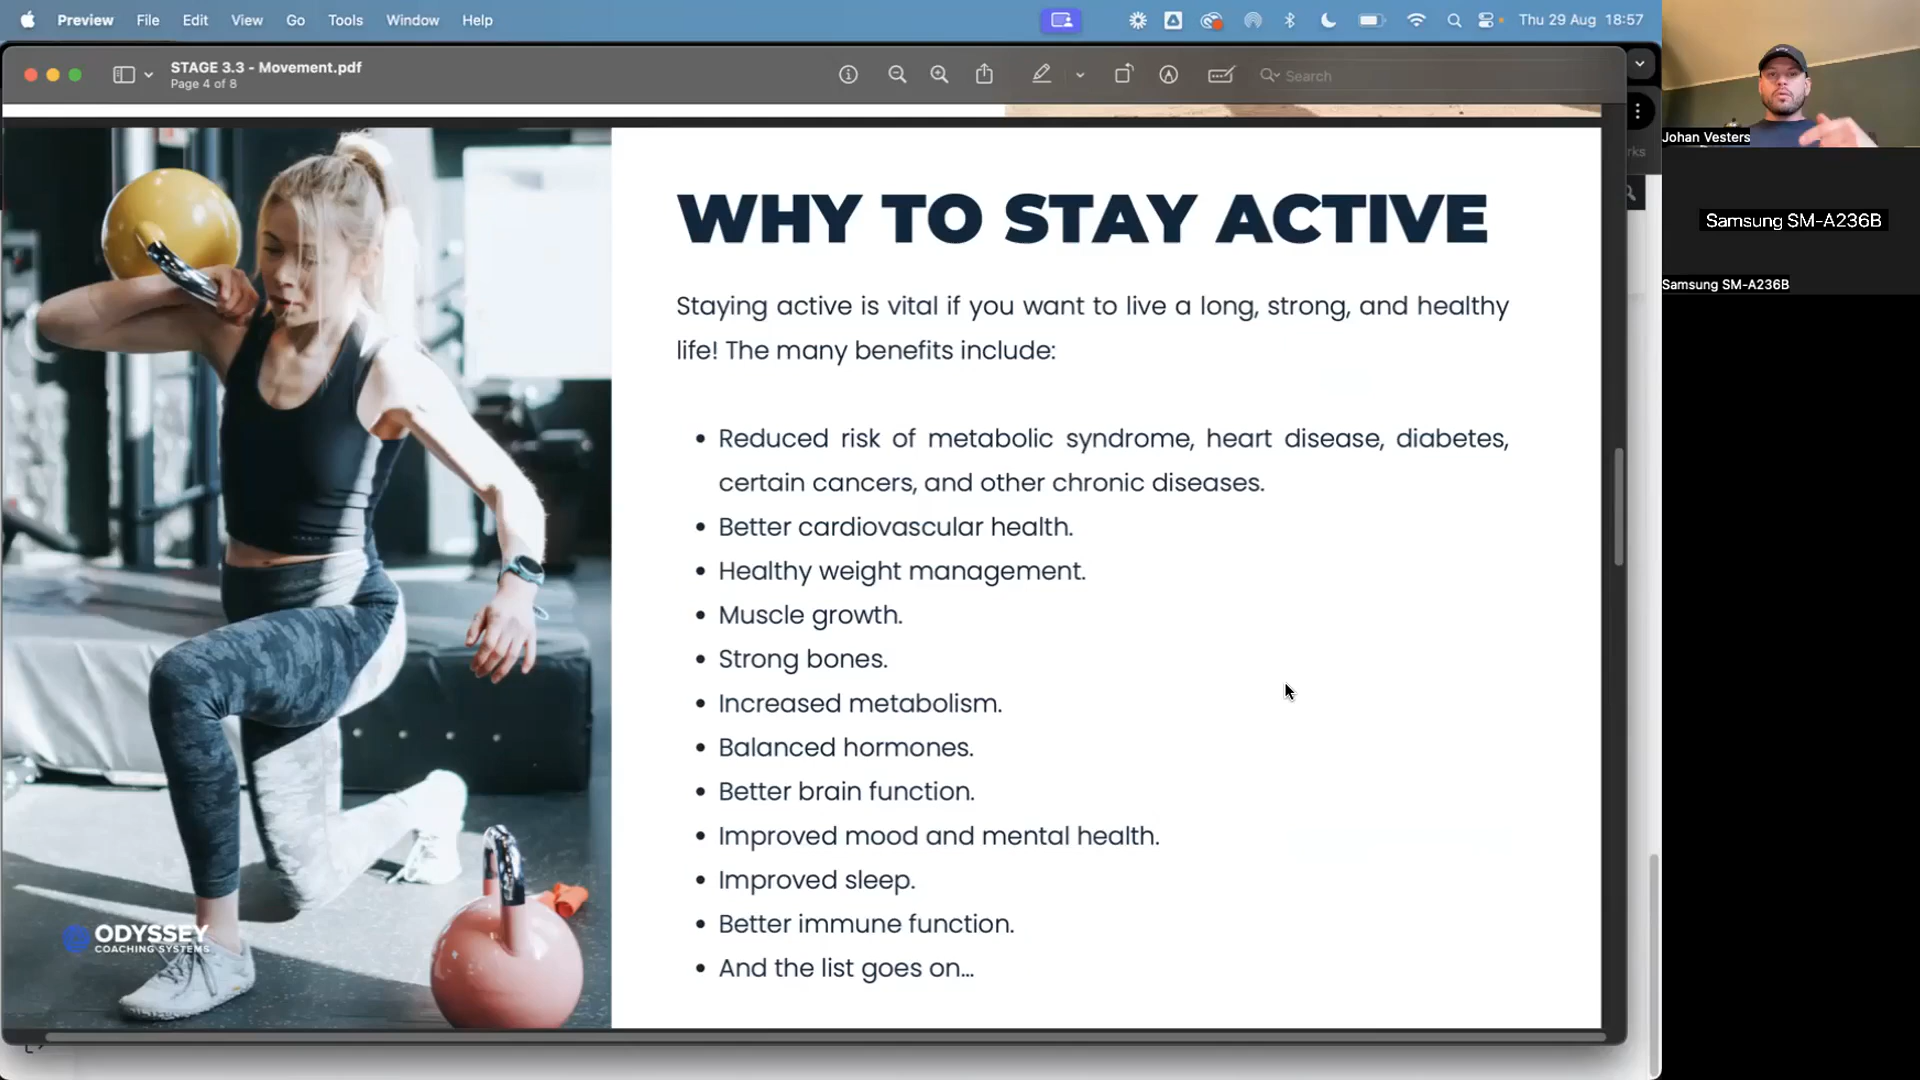 Preview File Edit View Go Tools Window Help Thu 29 Aug 18:57
STAGE 3.3 - Movement.pdf
Page 4 of 8
Search
Johan Vesters
rks
Samsung SM-A236B
Samsung SM-A236B
WHY TO STAY ACTIVE
Staying active is vital if you want to live a long, strong, and healthy
life! The many benefits include:
• Reduced risk of metabolic syndrome, heart disease, diabetes,
certain cancers, and other chronic diseases.
• Better cardiovascular health.
• Healthy weight management.
• Muscle growth.
• Strong bones.
• Increased metabolism.
• Balanced hormones.
• Better brain function.
• Improved mood and mental health.
• Improved sleep.
• Better immune function.
• And the list goes on...
ODYSSEY
COACHING SYSTEMS